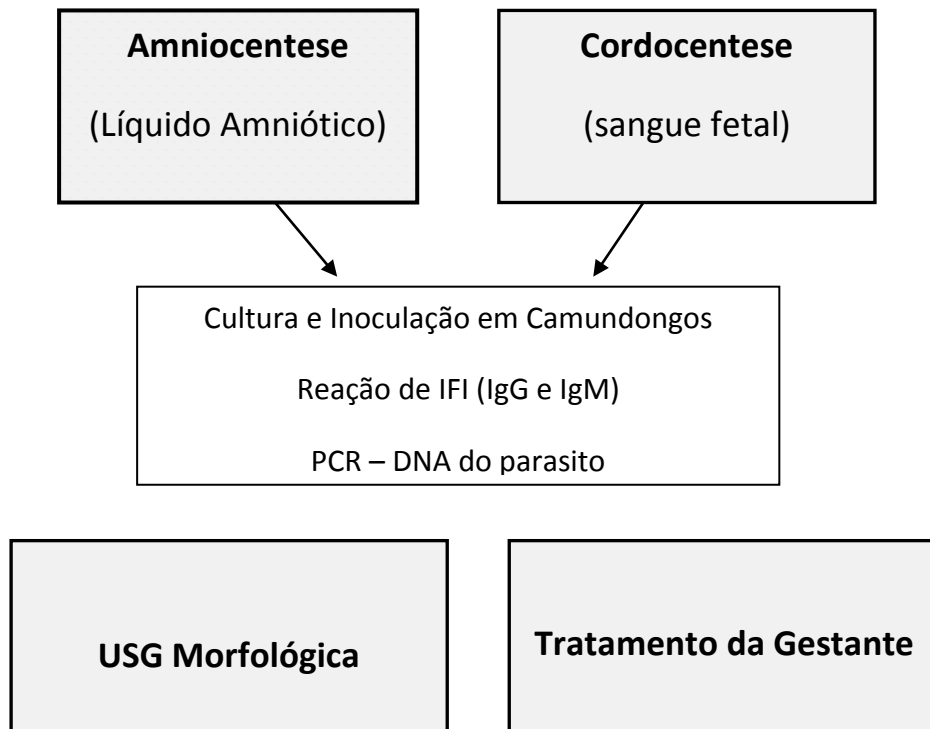 Amniocentese
(Líquido Amniótico)
Cordocentese
(sangue fetal)
Cultura e Inoculação em Camundongos
Reação de IFI (IgG e IgM)
PCR – DNA do parasito
USG Morfológica
Tratamento da Gestante